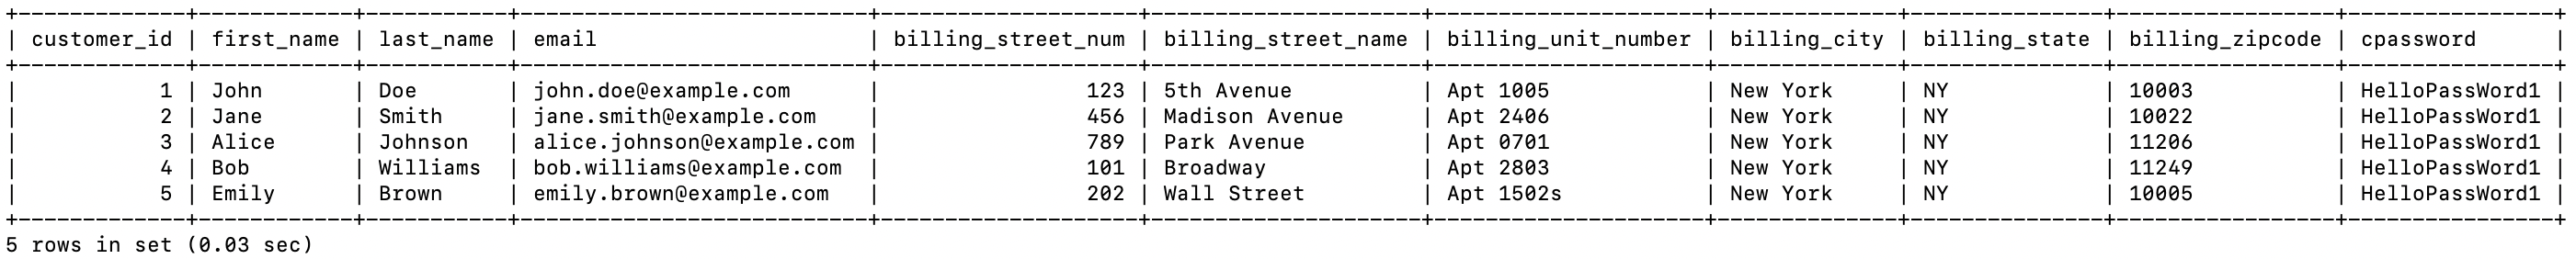 +-------------+------------+-----------+---------------------------+--------------------+---------------------+---------------------+--------------+---------------+-----------------+----------------+
| customer_id | first_name | last_name | email                     | billing_street_num | billing_street_name | billing_unit_number | billing_city | billing_state | billing_zipcode | cpassword      |
+-------------+------------+-----------+---------------------------+--------------------+---------------------+---------------------+--------------+---------------+-----------------+----------------+
|           1 | John       | Doe       | john.doe@example.com      |                123 | 5th Avenue          | Apt 1005            | New York     | NY            | 10003           | HelloPassWord1 |
|           2 | Jane       | Smith     | jane.smith@example.com    |                456 | Madison Avenue      | Apt 2406            | New York     | NY            | 10022           | HelloPassWord1 |
|           3 | Alice      | Johnson   | alice.johnson@example.com |                789 | Park Avenue         | Apt 0701            | New York     | NY            | 11206           | HelloPassWord1 |
|           4 | Bob        | Williams  | bob.williams@example.com  |                101 | Broadway            | Apt 2803            | New York     | NY            | 11249           | HelloPassWord1 |
|           5 | Emily      | Brown     | emily.brown@example.com   |                202 | Wall Street         | Apt 1502s           | New York     | NY            | 10005           | HelloPassWord1 |
+-------------+------------+-----------+---------------------------+--------------------+---------------------+---------------------+--------------+---------------+-----------------+----------------+
5 rows in set (0.03 sec)